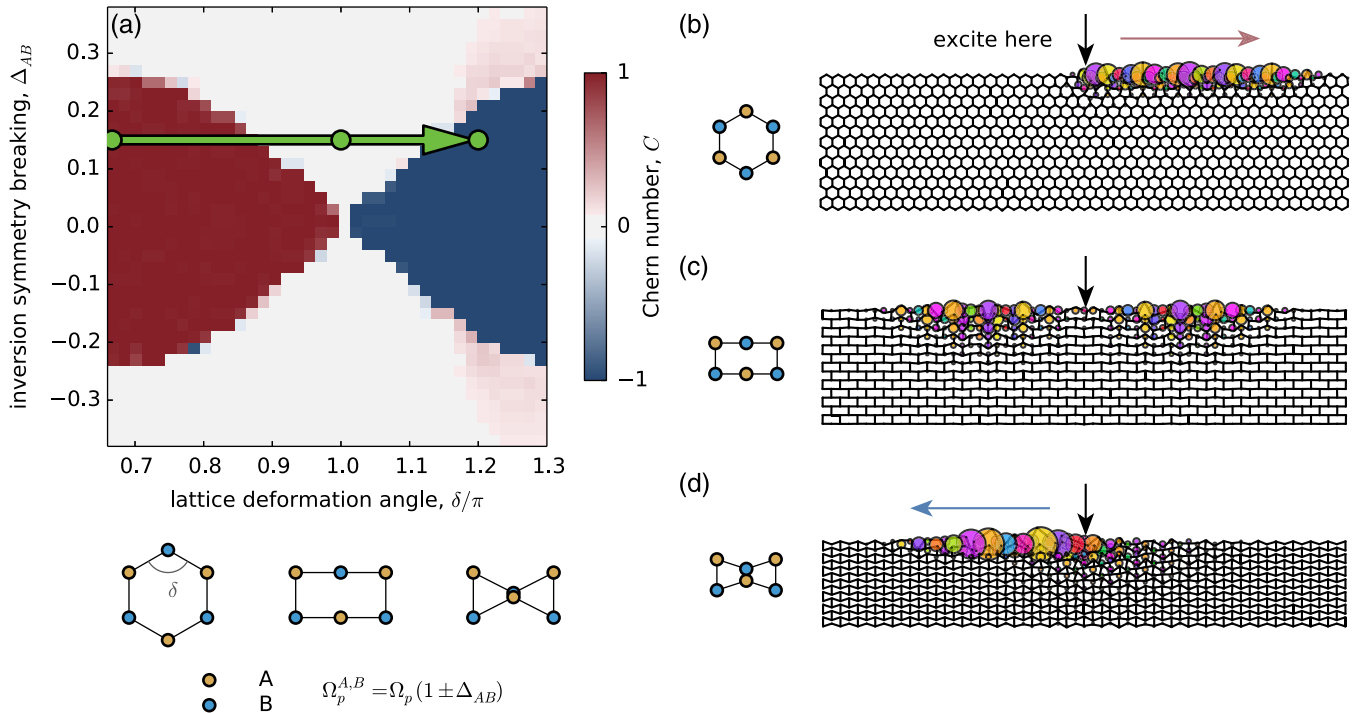 (a)
inversion symmetry breaking, Δ_AB
0.3
0.2
0.1
0.0
−0.1
−0.2
−0.3
0.7
0.8
0.9
1.0
1.1
1.2
1.3
lattice deformation angle, δ/π
1
0
−1
Chern number, C
δ
A
B
Ω_p^{A,B} = Ω_p (1 ± Δ_AB)
(b)
excite here
(c)
(d)